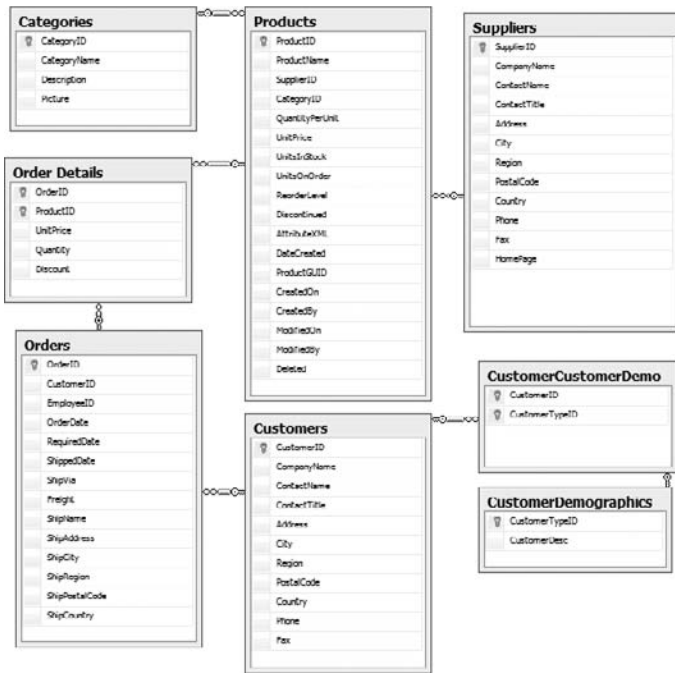 Categories
CategoryID
CategoryName
Description
Picture
Products
ProductID
ProductName
SupplierID
CategoryID
QuantityPerUnit
UnitPrice
UnitsInStock
UnitsOnOrder
ReorderLevel
Discontinued
AttributeXML
DateCreated
ProductGUID
CreatedOn
CreatedBy
ModifiedOn
ModifiedBy
Deleted
Suppliers
SupplierID
CompanyName
ContactName
ContactTitle
Address
City
Region
PostalCode
Country
Phone
Fax
HomePage
Order Details
OrderID
ProductID
UnitPrice
Quantity
Discount
Orders
OrderID
CustomerID
EmployeeID
OrderDate
RequiredDate
ShippedDate
ShipVia
Freight
ShipName
ShipAddress
ShipCity
ShipRegion
ShipPostalCode
ShipCountry
Customers
CustomerID
CompanyName
ContactName
ContactTitle
Address
City
Region
PostalCode
Country
Phone
Fax
CustomerCustomerDemo
CustomerID
CustomerTypeID
CustomerDemographics
CustomerTypeID
CustomerDesc